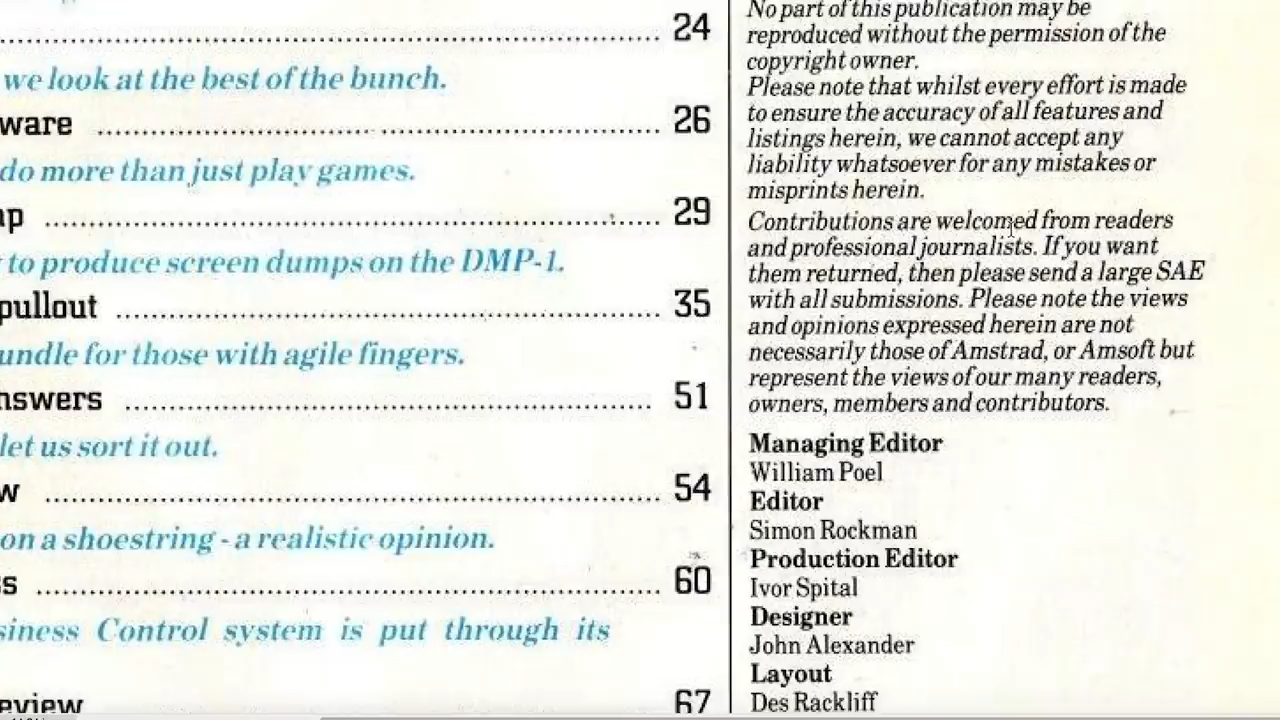 24
we look at the best of the bunch.
ware 26
do more than just play games.
np 29
to produce screen dumps on the DMP-1.
pullout 35
undle for those with agile fingers.
nswers 51
let us sort it out.
w 54
on a shoestring - a realistic opinion.
ss 60
siness Control system is put through its
eview 67
No part of this publication may be
reproduced without the permission of the
copyright owner.
Please note that whilst every effort is made
to ensure the accuracy of all features and
listings herein, we cannot accept any
liability whatsoever for any mistakes or
misprints herein.
Contributions are welcomed from readers
and professional journalists. If you want
them returned, then please send a large SAE
with all submissions. Please note the views
and opinions expressed herein are not
necessarily those of Amstrad, or Amsoft but
represent the views of our many readers,
owners, members and contributors.
Managing Editor
William Poel
Editor
Simon Rockman
Production Editor
Ivor Spital
Designer
John Alexander
Layout
Des Rackliff